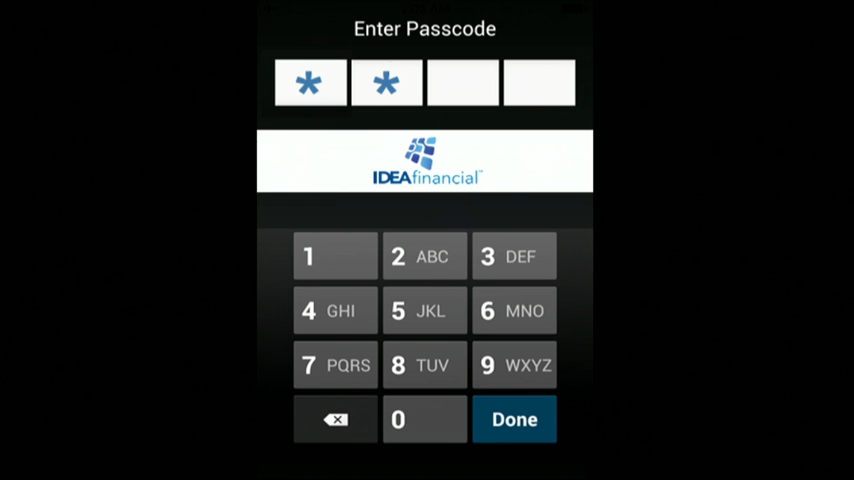 Enter Passcode
* *
IDEAfinancial™
1 2 ABC 3 DEF
4 GHI 5 JKL 6 MNO
7 PQRS 8 TUV 9 WXYZ
0 Done